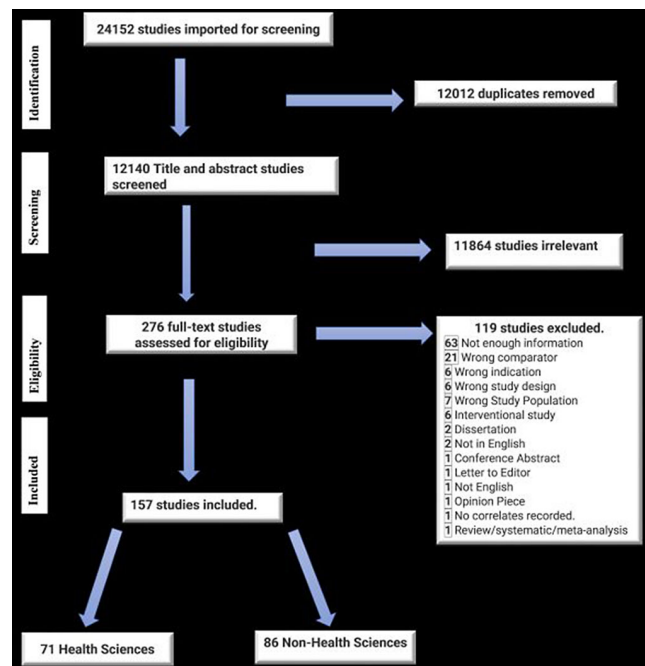 Identification
24152 studies imported for screening
12012 duplicates removed
Screening
12140 Title and abstract studies
screened
11864 studies irrelevant
Eligibility
276 full-text studies
assessed for eligibility
119 studies excluded.
63 Not enough information
21 Wrong comparator
6 Wrong indication
6 Wrong study design
7 Wrong Study Population
6 Interventional study
2 Dissertation
2 Not in English
1 Conference Abstract
1 Letter to Editor
1 Not English
1 Opinion Piece
1 No correlates recorded.
1 Review/systematic/meta-analysis
Included
157 studies included.
71 Health Sciences
86 Non-Health Sciences